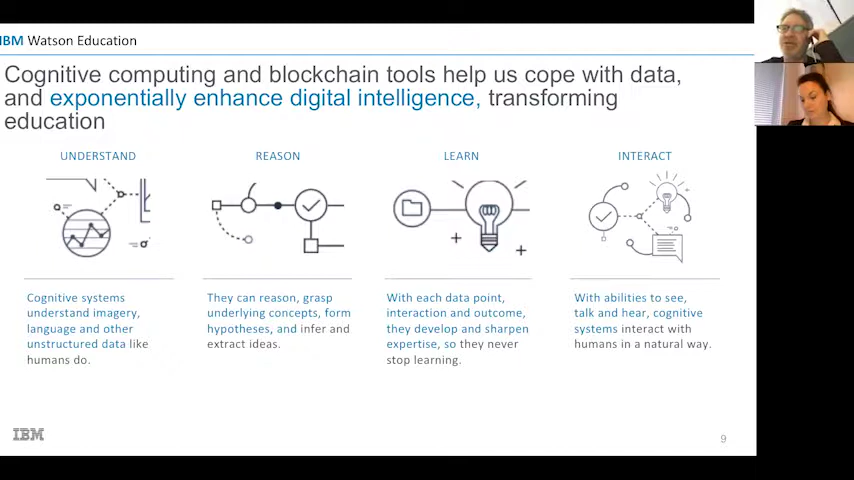 IBM Watson Education
Cognitive computing and blockchain tools help us cope with data,
and exponentially enhance digital intelligence, transforming
education
UNDERSTAND
Cognitive systems
understand imagery,
language and other
unstructured data like
humans do.
REASON
They can reason, grasp
underlying concepts, form
hypotheses, and infer and
extract ideas.
LEARN
With each data point,
interaction and outcome,
they develop and sharpen
expertise, so they never
stop learning.
INTERACT
With abilities to see,
talk and hear, cognitive
systems interact with
humans in a natural way.
IBM
9